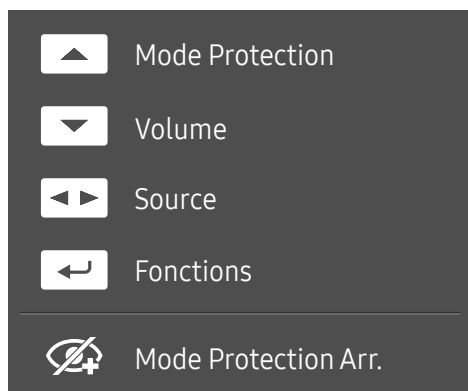 Mode Protection
Volume
Source
Fonctions
Mode Protection Arr.